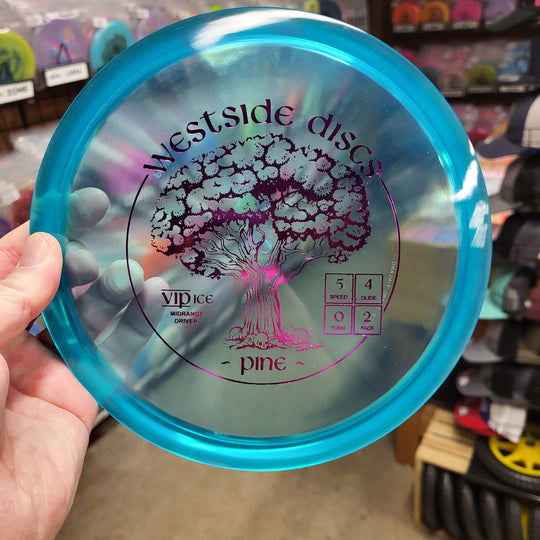 westside discs
VIP ICE
MIDRANGE
DRIVER
5 4
SPEED GLIDE
0 2
TURN FADE
~ pine ~